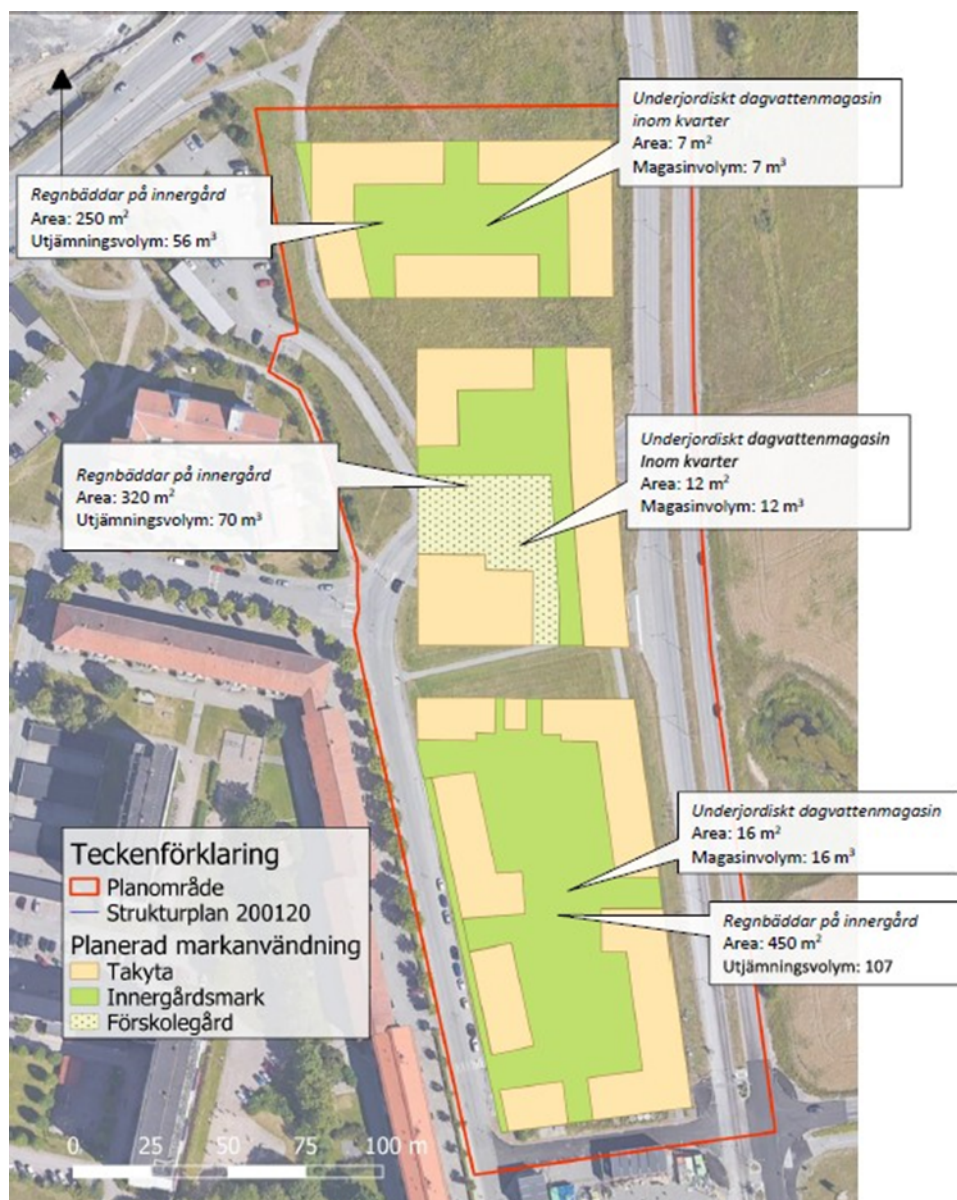 Underjordiskt dagvattenmagasin
inom kvarter
Area: 7 m²
Magasinvolym: 7 m³
Regnbäddar på innergård
Area: 250 m²
Utjämningsvolym: 56 m³
Underjordiskt dagvattenmagasin
Inom kvarter
Area: 12 m²
Magasinvolym: 12 m³
Regnbäddar på innergård
Area: 320 m²
Utjämningsvolym: 70 m³
Underjordiskt dagvattenmagasin
Area: 16 m²
Magasinvolym: 16 m³
Regnbäddar på innergård
Area: 450 m²
Utjämningsvolym: 107
Teckenförklaring
Planområde
Strukturplan 200120
Planerad markanvändning
Takyta
Innergårdsmark
Förskolegård
0 25 50 75 100 m